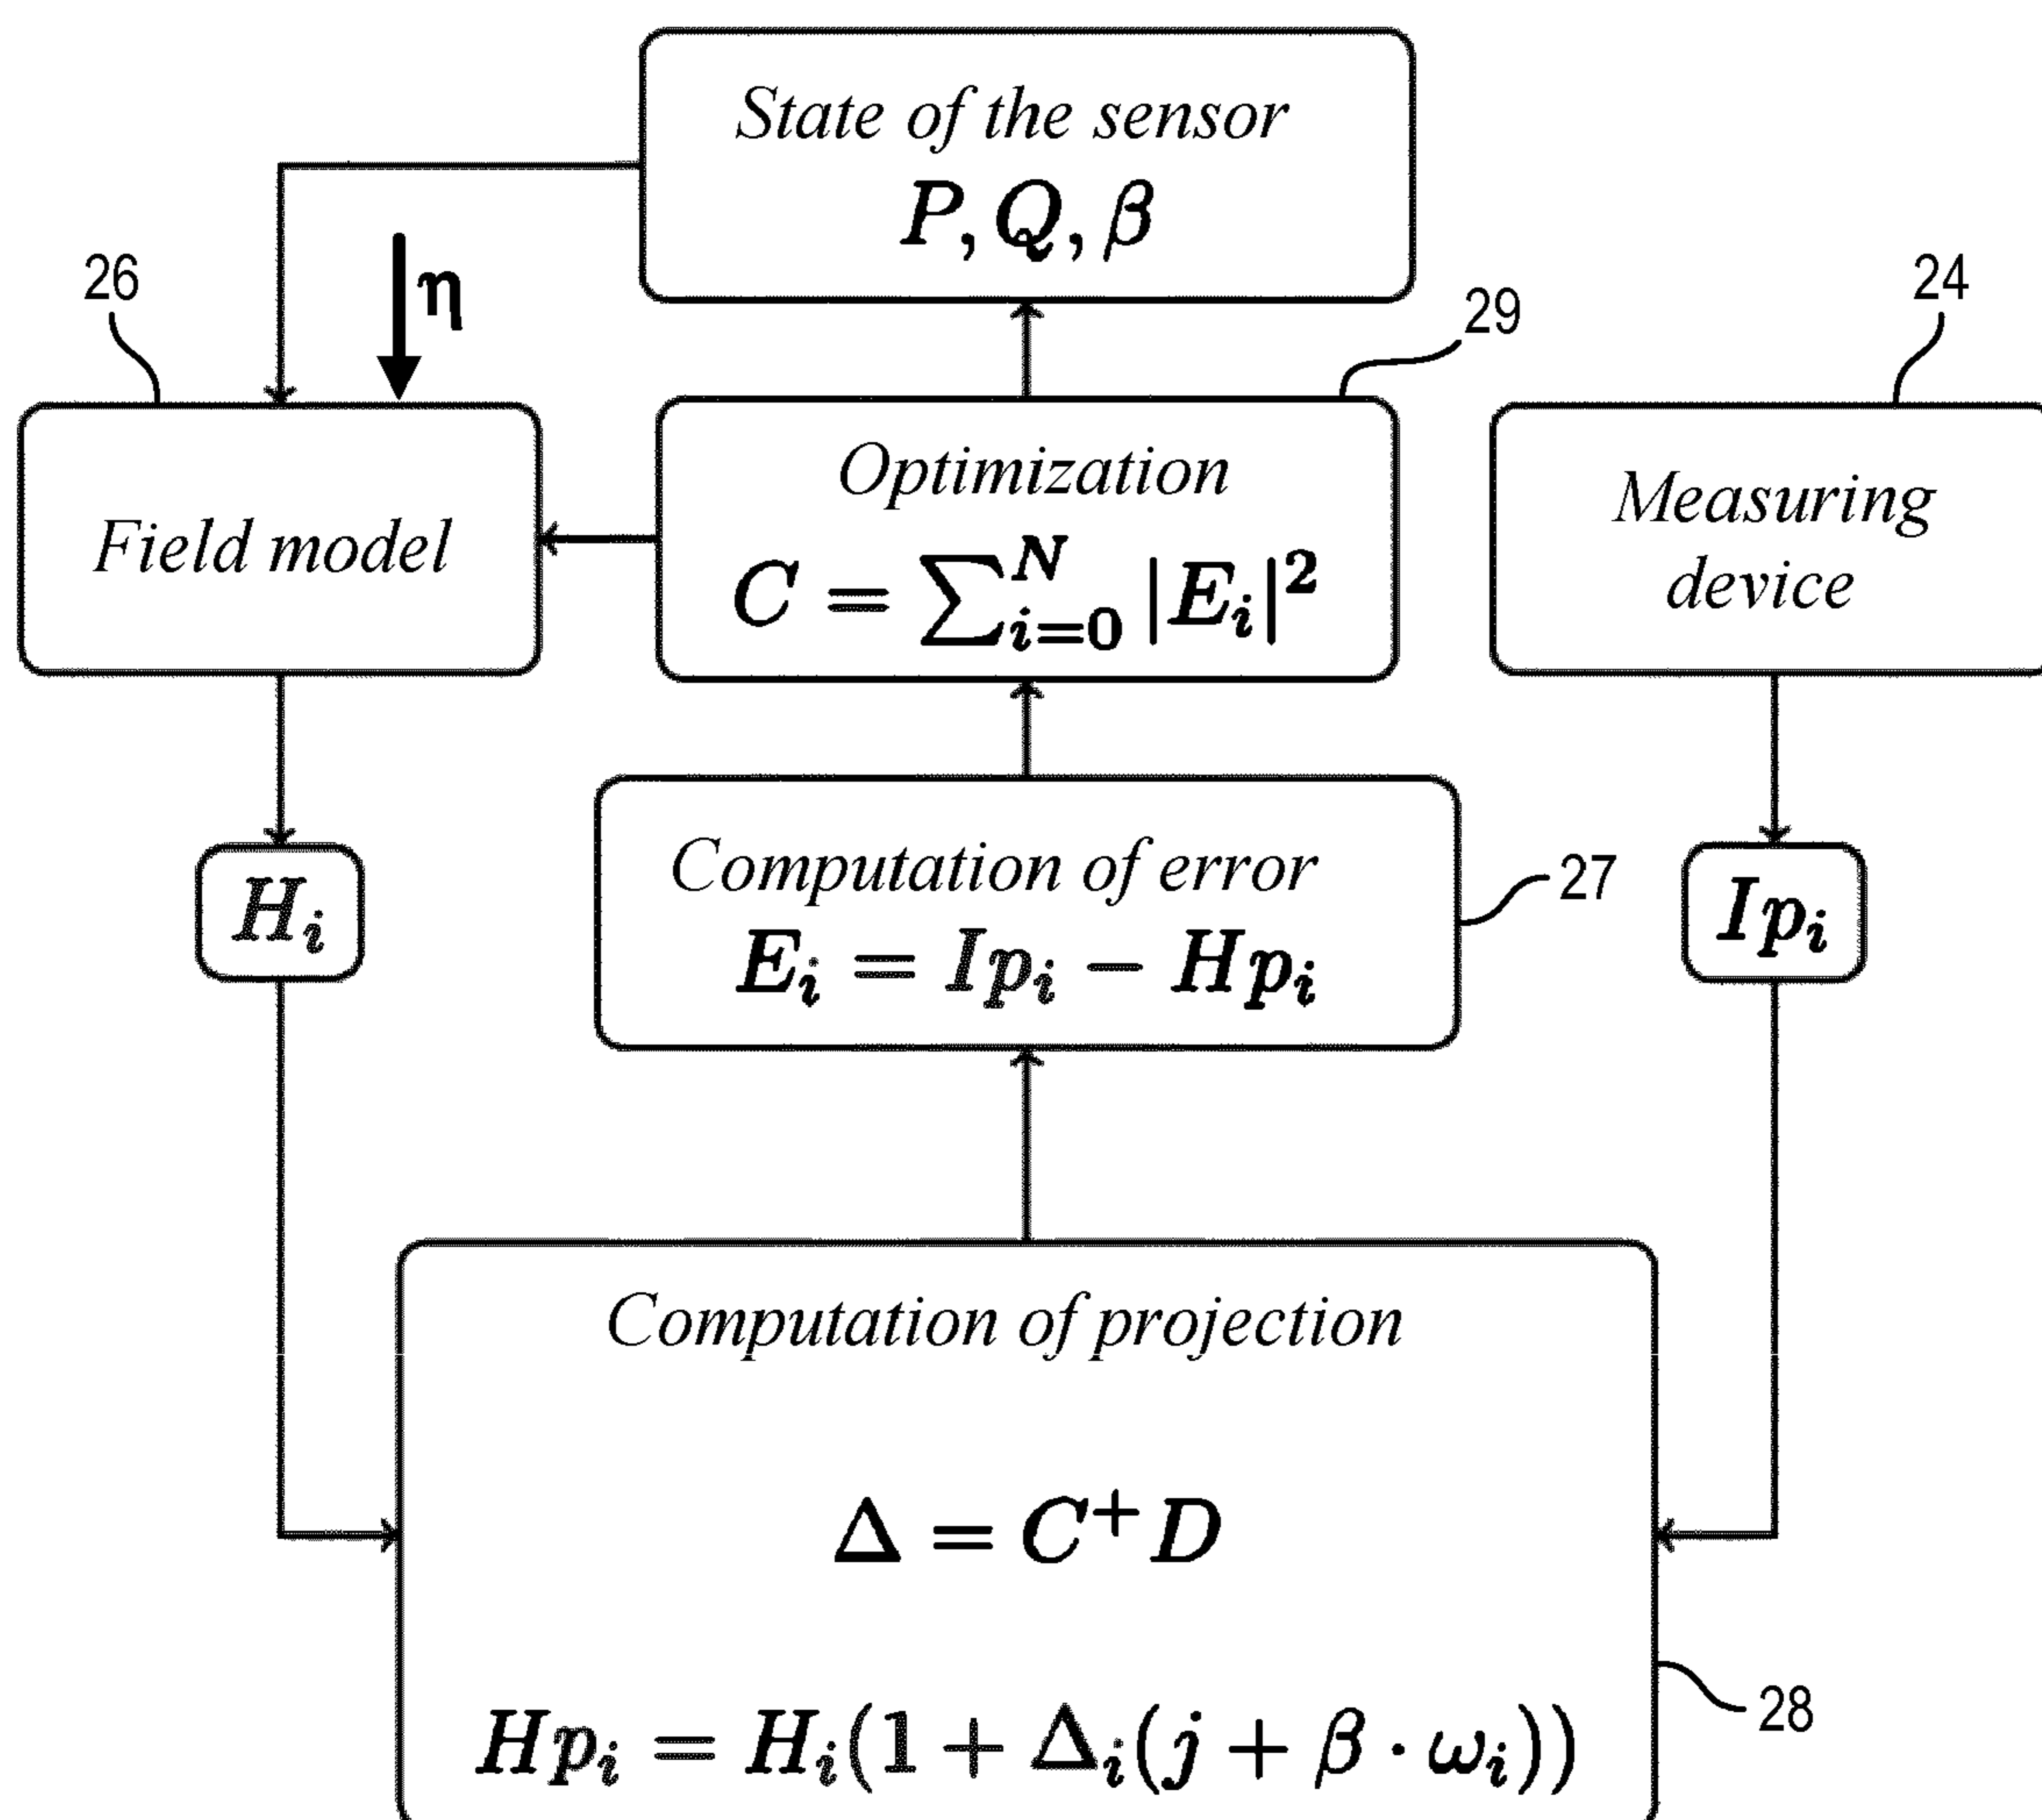 State of the sensor
P, Q, β
26
η
29
24
Field model
Optimization
C = ∑_{i=0}^{N} |E_i|^2
Measuring
device
H_i
Computation of error
E_i = Ip_i − Hp_i
27
Ip_i
Computation of projection
Δ = C^+ D
Hp_i = H_i(1 + Δ_i(j + β · ω_i))
28